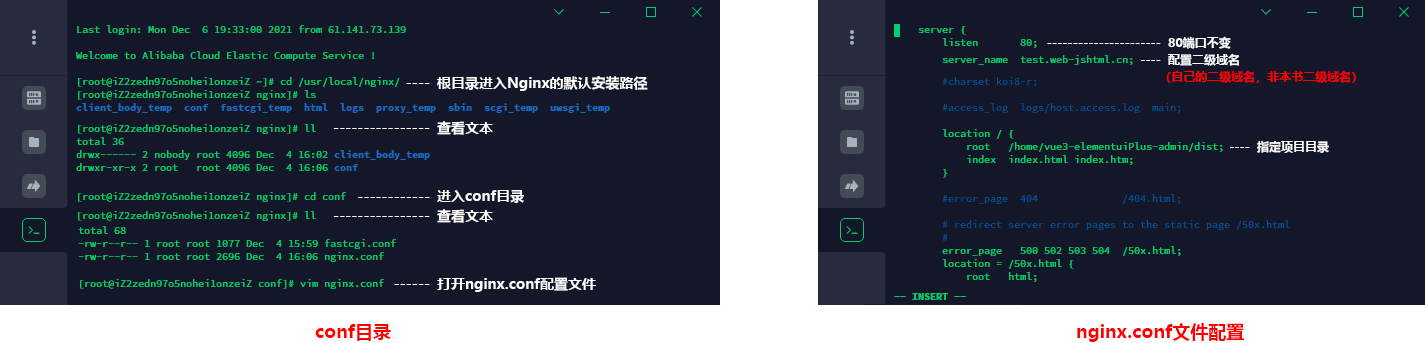 Last login: Mon Dec  6 19:33:00 2021 from 61.141.73.139
Welcome to Alibaba Cloud Elastic Compute Service !
[root@iZ2zedn97o5nohei1onzeiZ ~]# cd /usr/local/nginx/ ---- 根目录进入Nginx的默认安装路径
[root@iZ2zedn97o5nohei1onzeiZ nginx]# ls
client_body_temp  conf  fastcgi_temp  html  logs  proxy_temp  sbin  scgi_temp  uwsgi_temp
[root@iZ2zedn97o5nohei1onzeiZ nginx]# ll  ---------------- 查看文本
total 36
drwx------ 2 nobody root 4096 Dec  4 16:02 client_body_temp
drwxr-xr-x 2 root   root 4096 Dec  4 16:06 conf
[root@iZ2zedn97o5nohei1onzeiZ nginx]# cd conf  ------------ 进入conf目录
[root@iZ2zedn97o5nohei1onzeiZ nginx]# ll  ---------------- 查看文本
total 68
-rw-r--r-- 1 root root 1077 Dec  4 15:59 fastcgi.conf
-rw-r--r-- 1 root root 2696 Dec  4 16:06 nginx.conf
[root@iZ2zedn97o5nohei1onzeiZ conf]# vim nginx.conf  ------ 打开nginx.conf配置文件
conf目录
server {
listen       80; ---------------------- 80端口不变
server_name  test.web-jshtml.cn; ---- 配置二级域名
(自己的二级域名，非本书二级域名)
#charset koi8-r;
#access_log  logs/host.access.log  main;
location / {
root   /home/vue3-elementuiPlus-admin/dist; ---- 指定项目目录
index  index.html index.htm;
}
#error_page  404              /404.html;
# redirect server error pages to the static page /50x.html
#
error_page   500 502 503 504  /50x.html;
location = /50x.html {
root   html;
-- INSERT --
nginx.conf文件配置